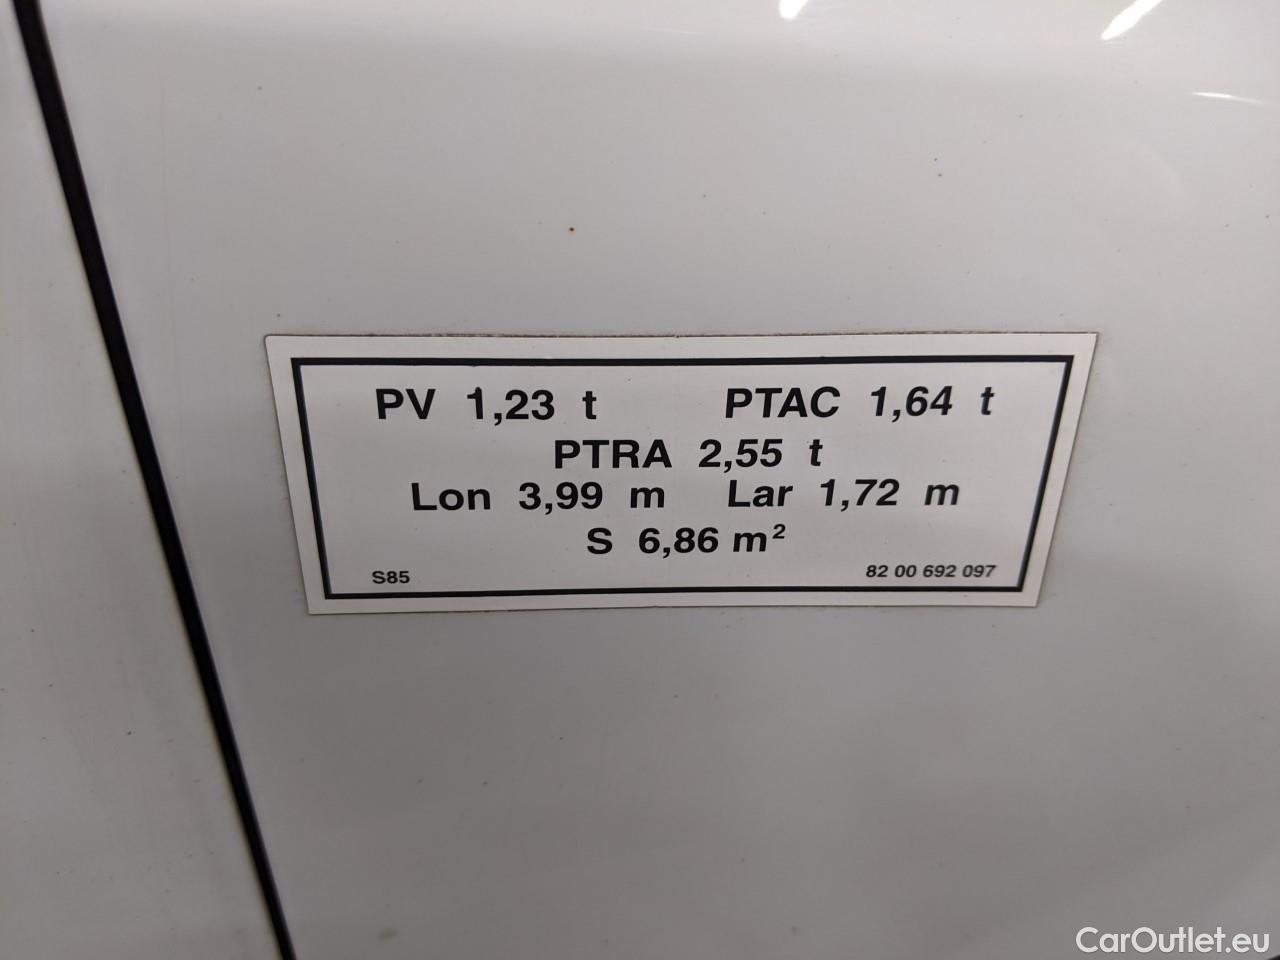 PV 1,23 t PTAC 1,64 t
PTRA 2,55 t
Lon 3,99 m Lar 1,72 m
S 6,86 m²
S85 82 00 692 097
CarOutlet.eu